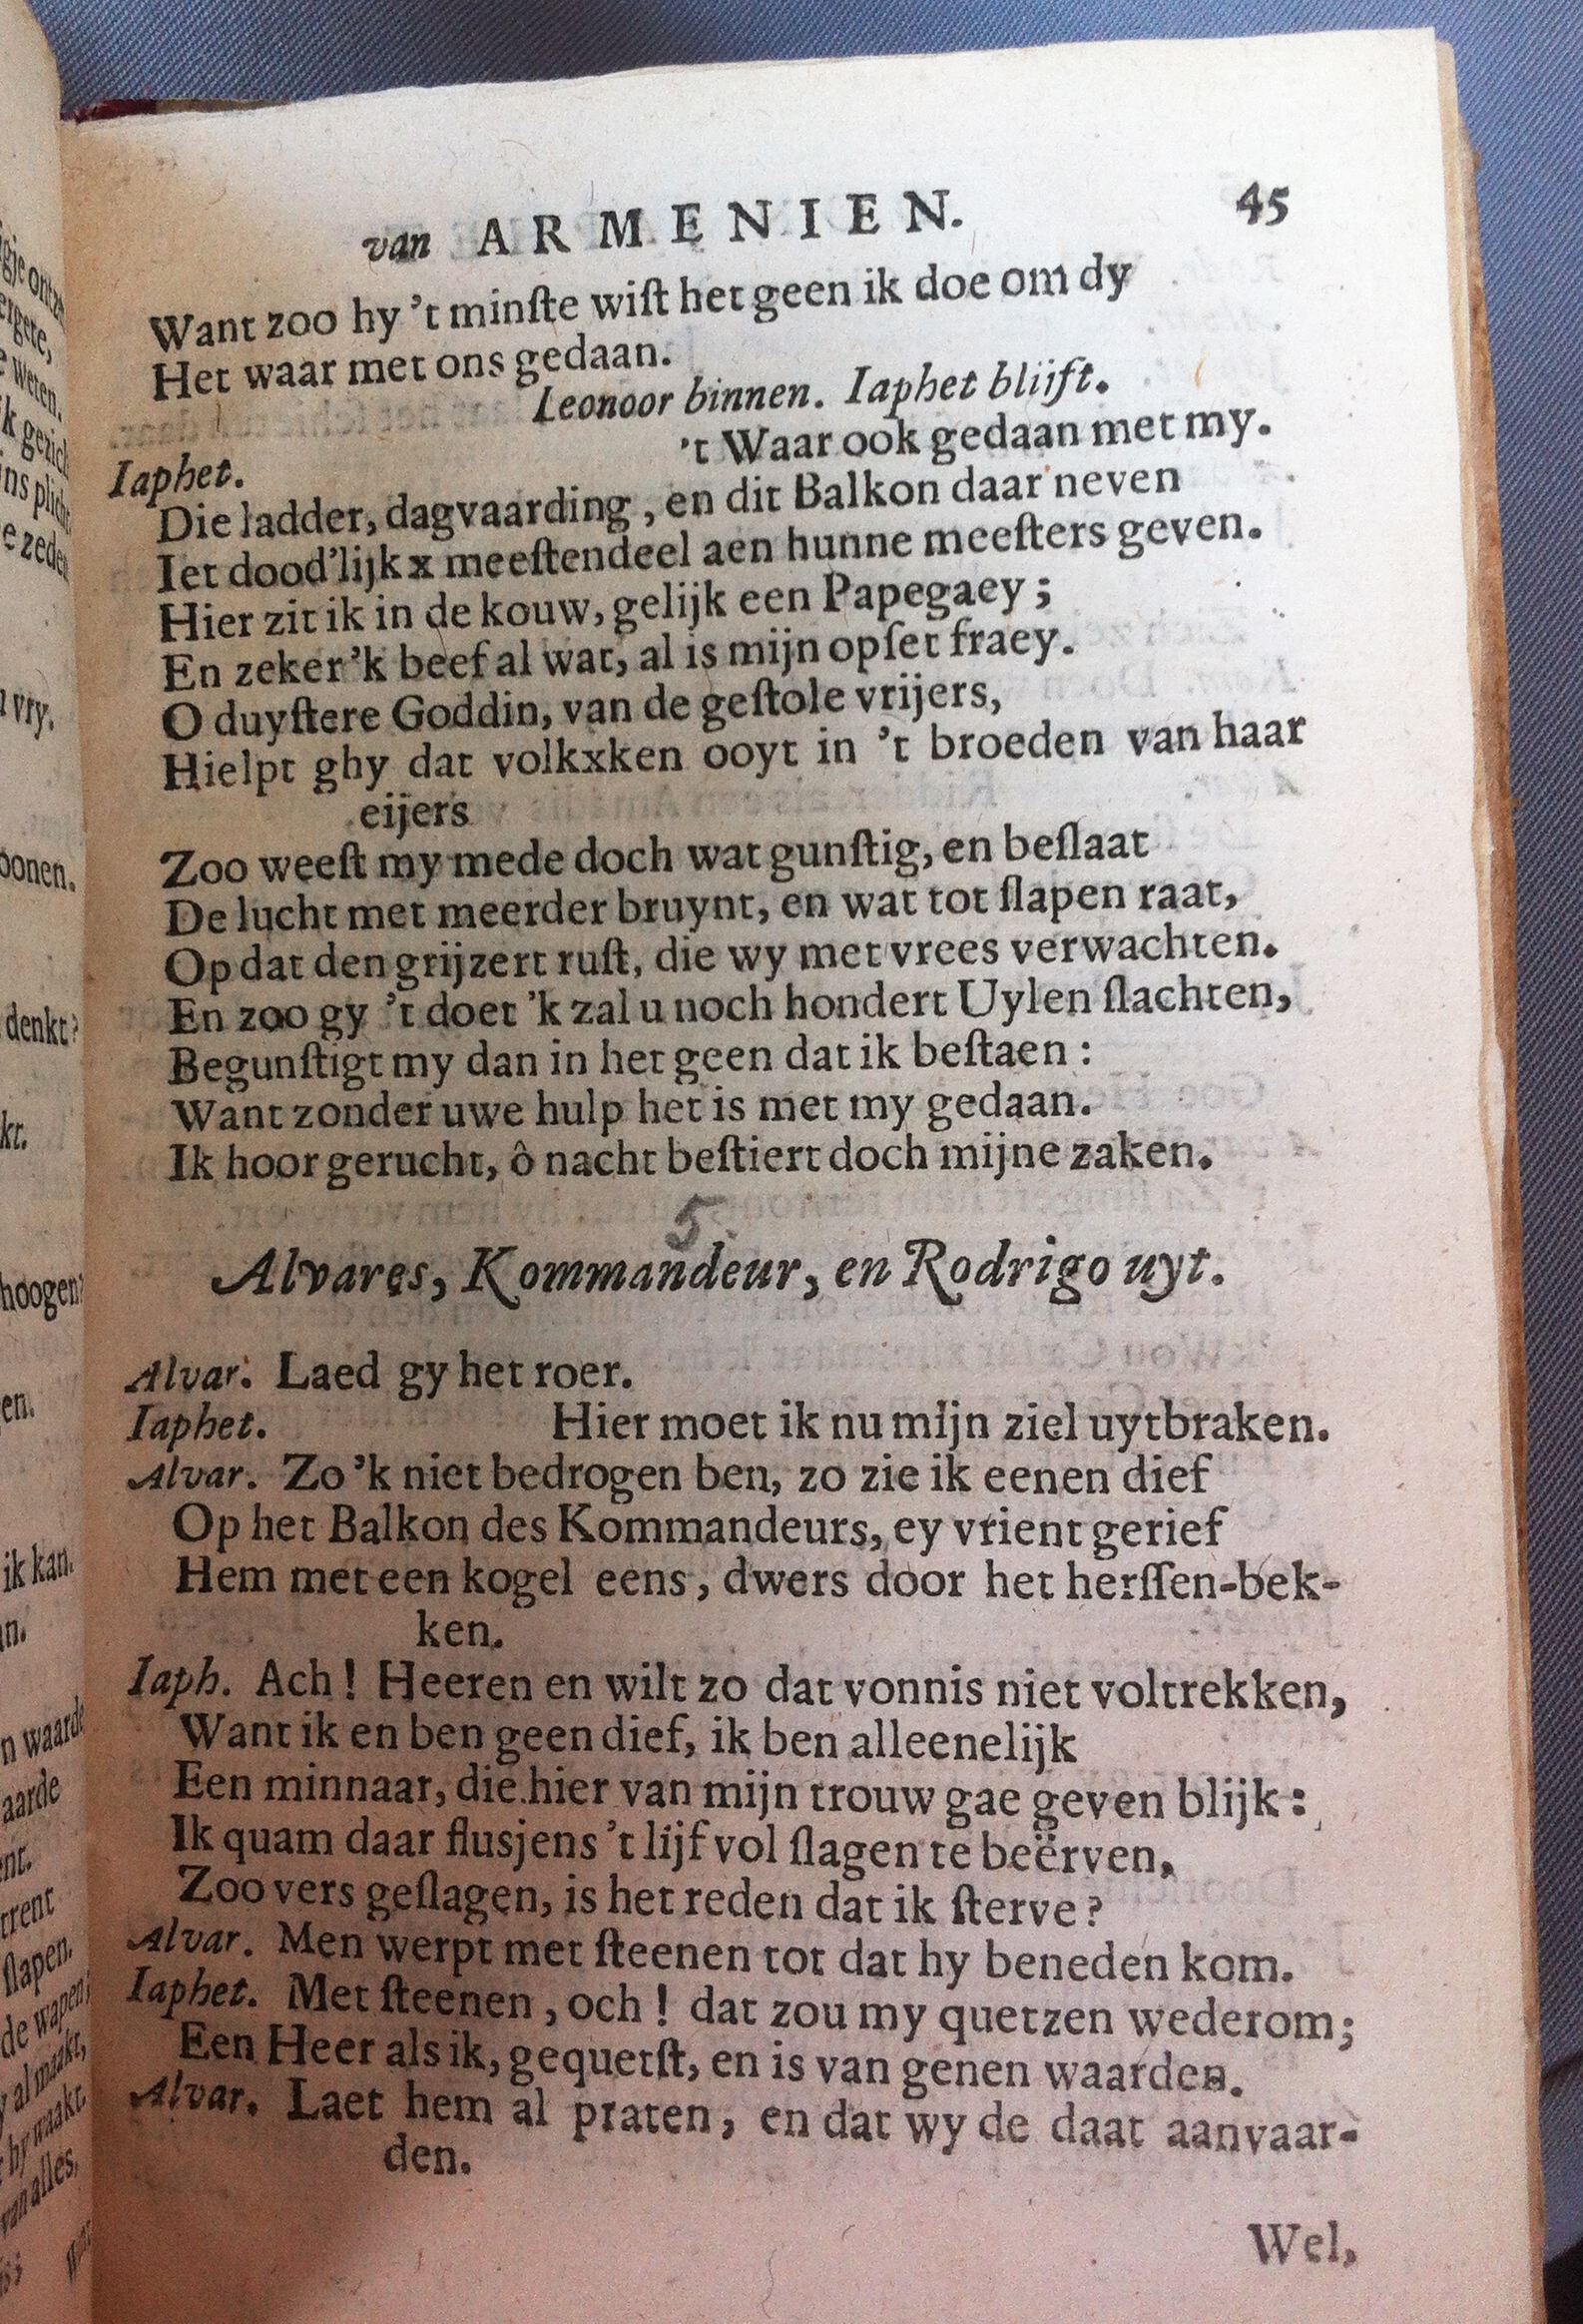 van ARMENIEN. 45
Want zoo hy 't minſte wiſt het geen ik doe om dy
Het waar met ons gedaan.
Leonoor binnen. Iaphet blijft.
Iaphet. 't Waar ook gedaan met my.
Die ladder, dagvaarding, en dit Balkon daar neven
Iet dood'lijkx meeſtendeel aen hunne meeſters geven.
Hier zit ik in de kouw, gelijk een Papegaey;
En zeker 'k beef al wat, al is mijn opſet fraey.
O duyſtere Goddin, van de geſtole vrijers,
Hielpt ghy dat volkxken ooyt in 't broeden van haar
eijers
Zoo weeſt my mede doch wat gunſtig, en beſlaat
De lucht met meerder bruynt, en wat tot ſlapen raat,
Op dat den grijzert ruſt, die wy met vrees verwachten.
En zoo gy 't doet 'k zal u noch hondert Uylen ſlachten,
Begunſtigt my dan in het geen dat ik beſtaen:
Want zonder uwe hulp het is met my gedaan.
Ik hoor gerucht, ô nacht beſtiert doch mijne zaken.
5.
Alvares, Kommandeur, en Rodrigo uyt.
Alvar. Laed gy het roer.
Iaphet. Hier moet ik nu mijn ziel uytbraken.
Alvar. Zo 'k niet bedrogen ben, zo zie ik eenen dief
Op het Balkon des Kommandeurs, ey vrient gerief
Hem met een kogel eens, dwers door het herſſen-bek-
ken.
Iaph. Ach! Heeren en wilt zo dat vonnis niet voltrekken,
Want ik en ben geen dief, ik ben alleenelijk
Een minnaar, die hier van mijn trouw gae geven blijk:
Ik quam daar fluſjens 't lijf vol ſlagen te beërven,
Zoo vers geſlagen, is het reden dat ik ſterve?
Alvar. Men werpt met ſteenen tot dat hy beneden kom.
Iaphet. Met ſteenen, och! dat zou my quetzen wederom;
Een Heer als ik, gequetſt, en is van genen waarden.
Alvar. Laet hem al praten, en dat wy de daat aanvaar-
den.
Wel,